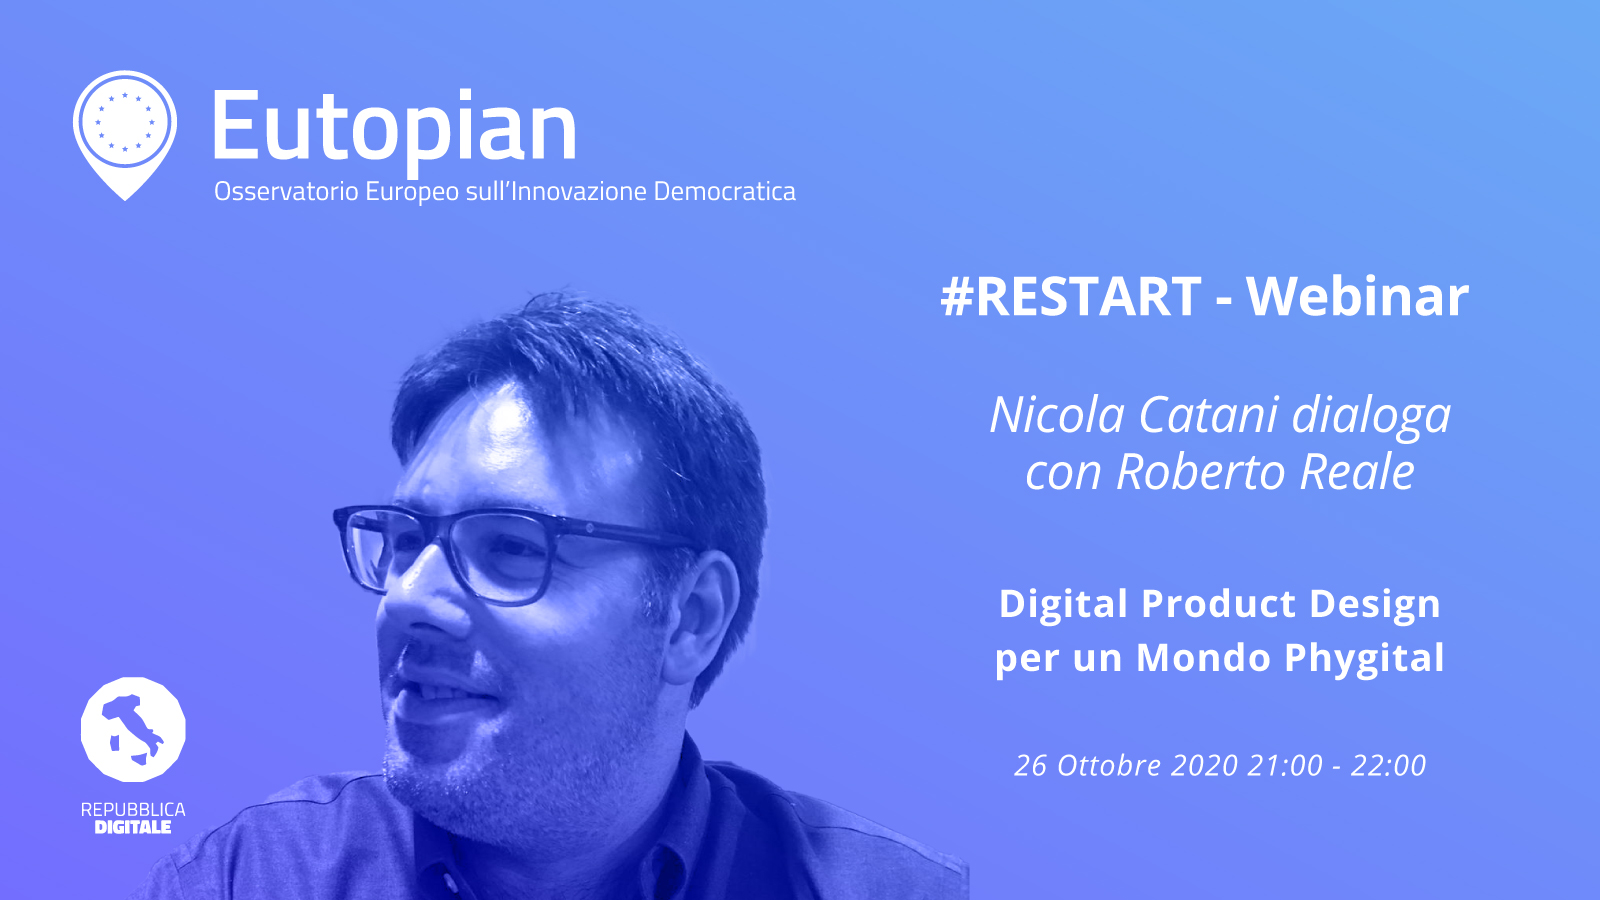 Eutopian
Osservatorio Europeo sull'Innovazione Democratica
#RESTART - Webinar
Nicola Catani dialoga
con Roberto Reale
Digital Product Design
per un Mondo Phygital
26 Ottobre 2020 21:00 - 22:00
REPUBBLICA
DIGITALE